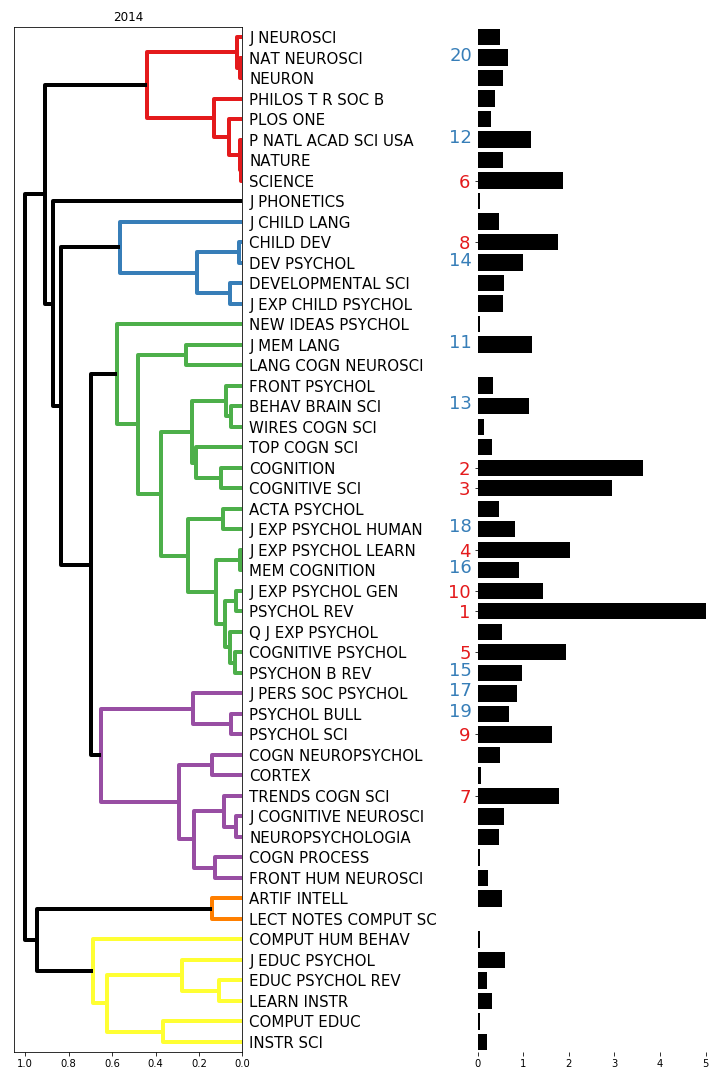 2014
J NEUROSCI
20 NAT NEUROSCI
NEURON
PHILOS T R SOC B
PLOS ONE
P NATL ACAD SCI USA 12
NATURE
SCIENCE 6
J PHONETICS
J CHILD LANG
CHILD DEV 8
DEV PSYCHOL 14
DEVELOPMENTAL SCI
J EXP CHILD PSYCHOL
NEW IDEAS PSYCHOL
J MEM LANG 11
LANG COGN NEUROSCI
FRONT PSYCHOL
BEHAV BRAIN SCI 13
WIRES COGN SCI
TOP COGN SCI
COGNITION 2
COGNITIVE SCI 3
ACTA PSYCHOL
J EXP PSYCHOL HUMAN 18
J EXP PSYCHOL LEARN 4
MEM COGNITION 16
J EXP PSYCHOL GEN 10
PSYCHOL REV 1
Q J EXP PSYCHOL
COGNITIVE PSYCHOL 5
PSYCHON B REV 15
J PERS SOC PSYCHOL 17
PSYCHOL BULL 19
PSYCHOL SCI 9
COGN NEUROPSYCHOL
CORTEX
TRENDS COGN SCI 7
J COGNITIVE NEUROSCI
NEUROPSYCHOLOGIA
COGN PROCESS
FRONT HUM NEUROSCI
ARTIF INTELL
LECT NOTES COMPUT SC
COMPUT HUM BEHAV
J EDUC PSYCHOL
EDUC PSYCHOL REV
LEARN INSTR
COMPUT EDUC
INSTR SCI
1.0 0.8 0.6 0.4 0.2 0.0 0 1 2 3 4 5